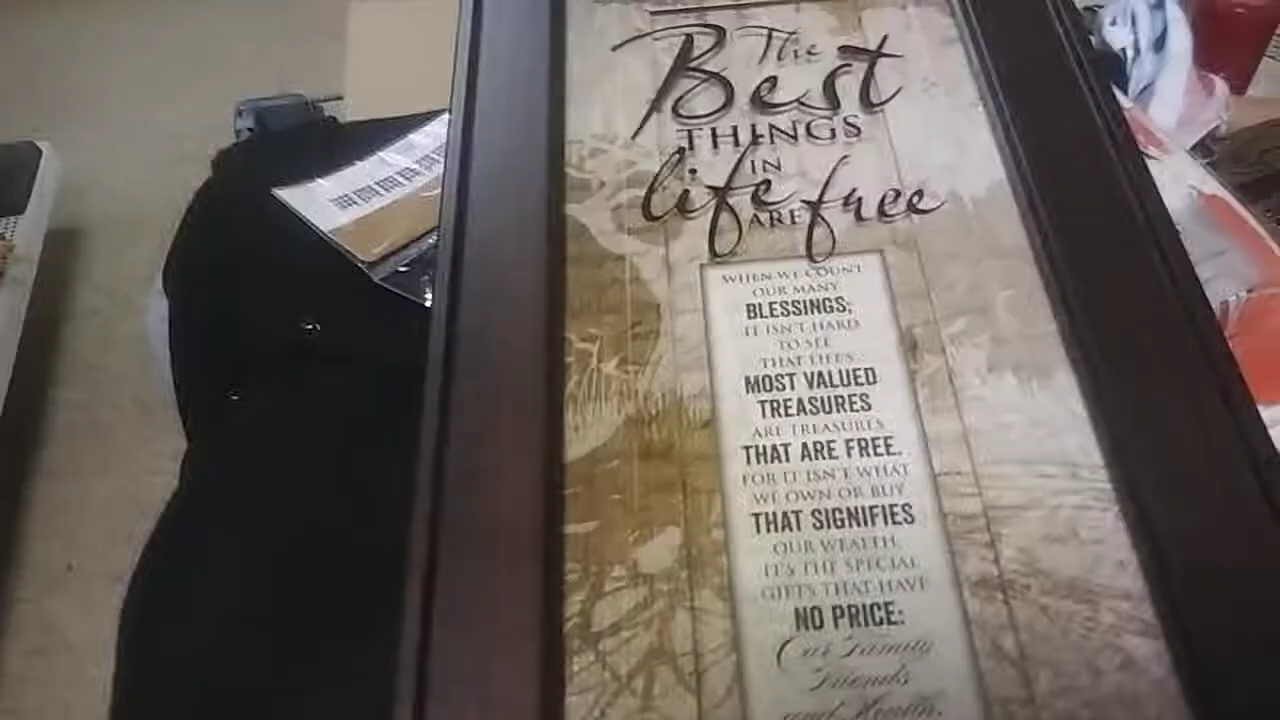 The
Best
THINGS
IN
life
ARE free
WHEN WE COUNT
OUR MANY
BLESSINGS;
IT ISN'T HARD
TO SEE
THAT LIFE'S
MOST VALUED
TREASURES
ARE TREASURES
THAT ARE FREE.
FOR IT ISN'T WHAT
WE OWN OR BUY
THAT SIGNIFIES
OUR WEALTH.
IT'S THE SPECIAL
GIFTS THAT HAVE
NO PRICE:
Our Family,
Friends
and Health.